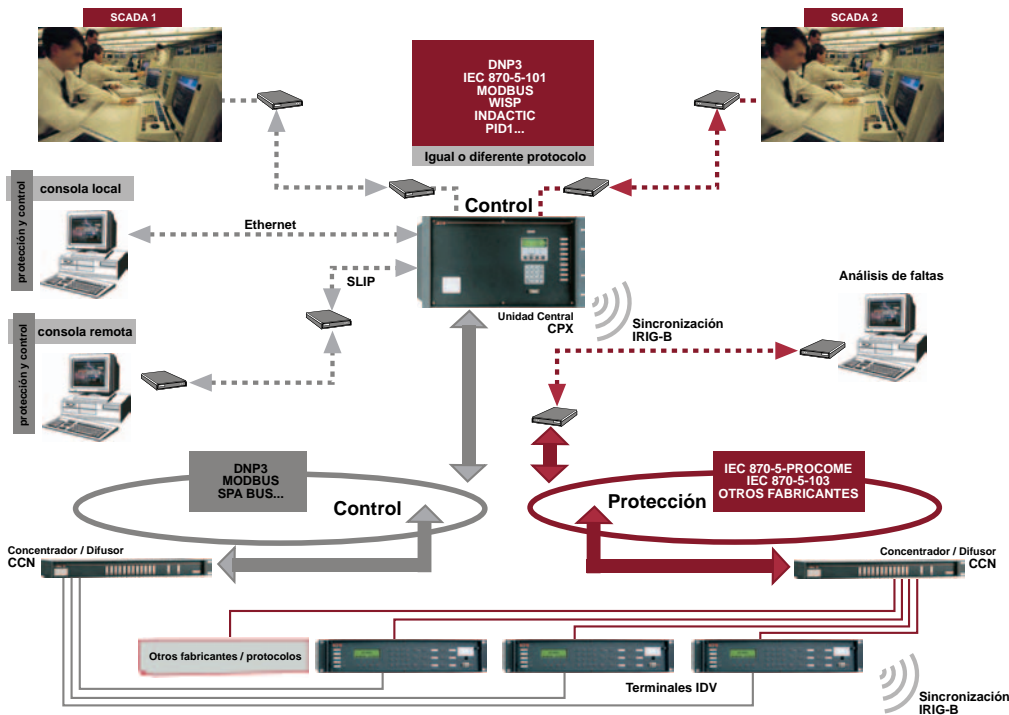 SCADA 1
SCADA 2
DNP3
IEC 870-5-101
MODBUS
WISP
INDACTIC
PID1...
Igual o diferente protocolo
protección y control
consola local
Control
Ethernet
SLIP
Unidad Central
CPX
Sincronización
IRIG-B
Análisis de faltas
protección y control
consola remota
DNP3
MODBUS
SPA BUS...
Control
IEC 870-5-PROCOME
IEC 870-5-103
OTROS FABRICANTES
Protección
Concentrador / Difusor
CCN
Concentrador / Difusor
CCN
Otros fabricantes / protocolos
Terminales IDV
Sincronización
IRIG-B